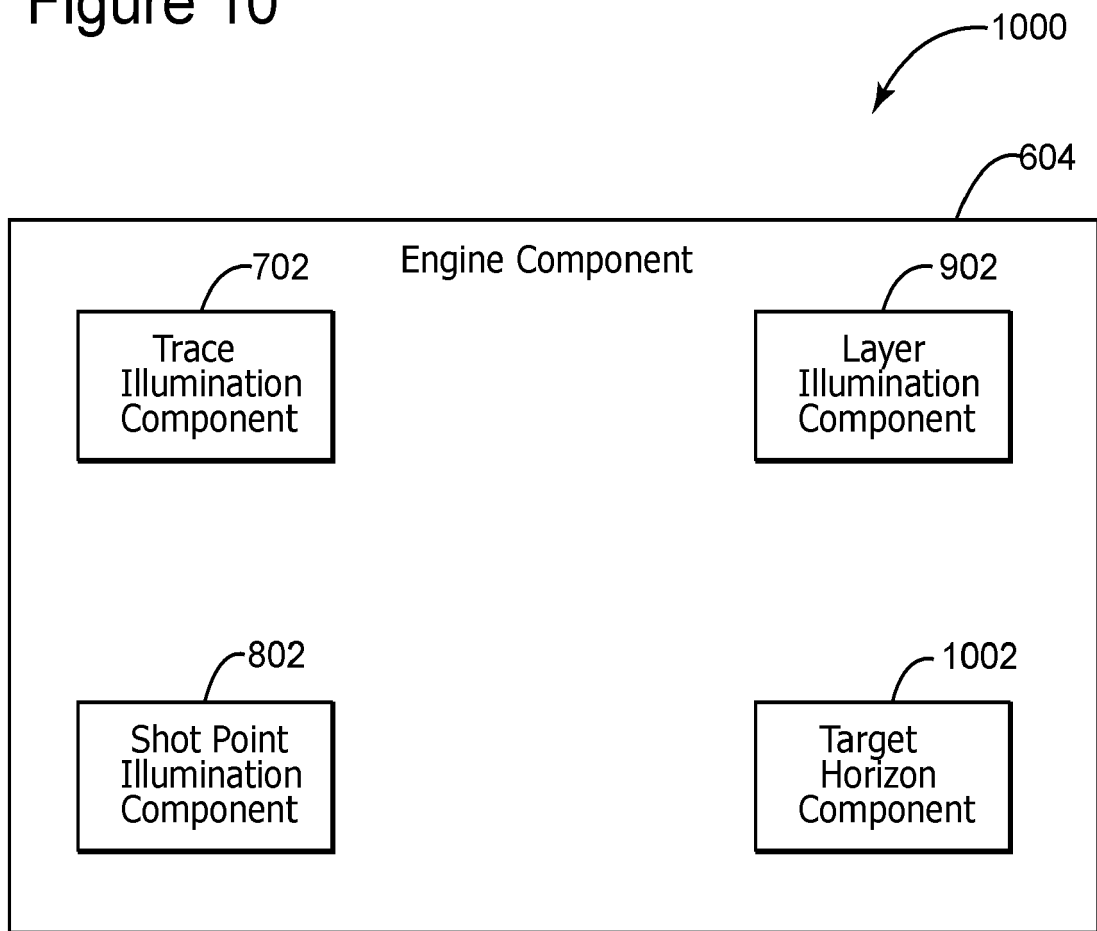 Figure 10
1000
604
Engine Component
702
902
Trace
Illumination
Component
Layer
Illumination
Component
802
1002
Shot Point
Illumination
Component
Target
Horizon
Component